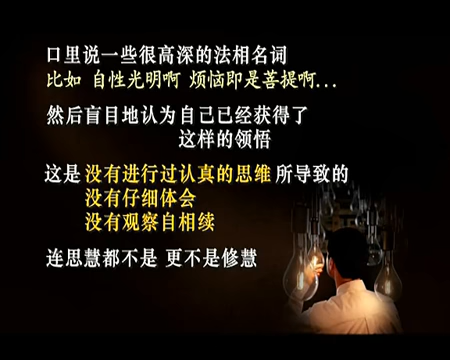 口里说一些很高深的法相名词
比如 自性光明啊 烦恼即是菩提啊...
然后盲目地认为自己已经获得了
这样的领悟
这是 没有进行过认真的思维 所导致的
没有仔细体会
没有观察自相续
连思慧都不是 更不是修慧